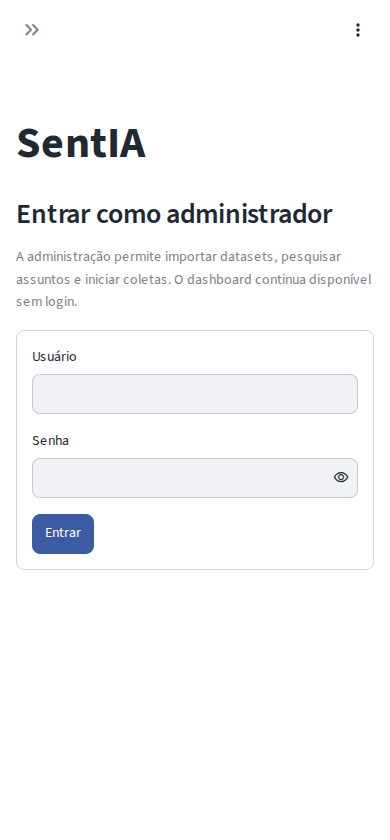 SentIA
Entrar como administrador
A administração permite importar datasets, pesquisar
assuntos e iniciar coletas. O dashboard continua disponível
sem login.
Usuário
Senha
Entrar